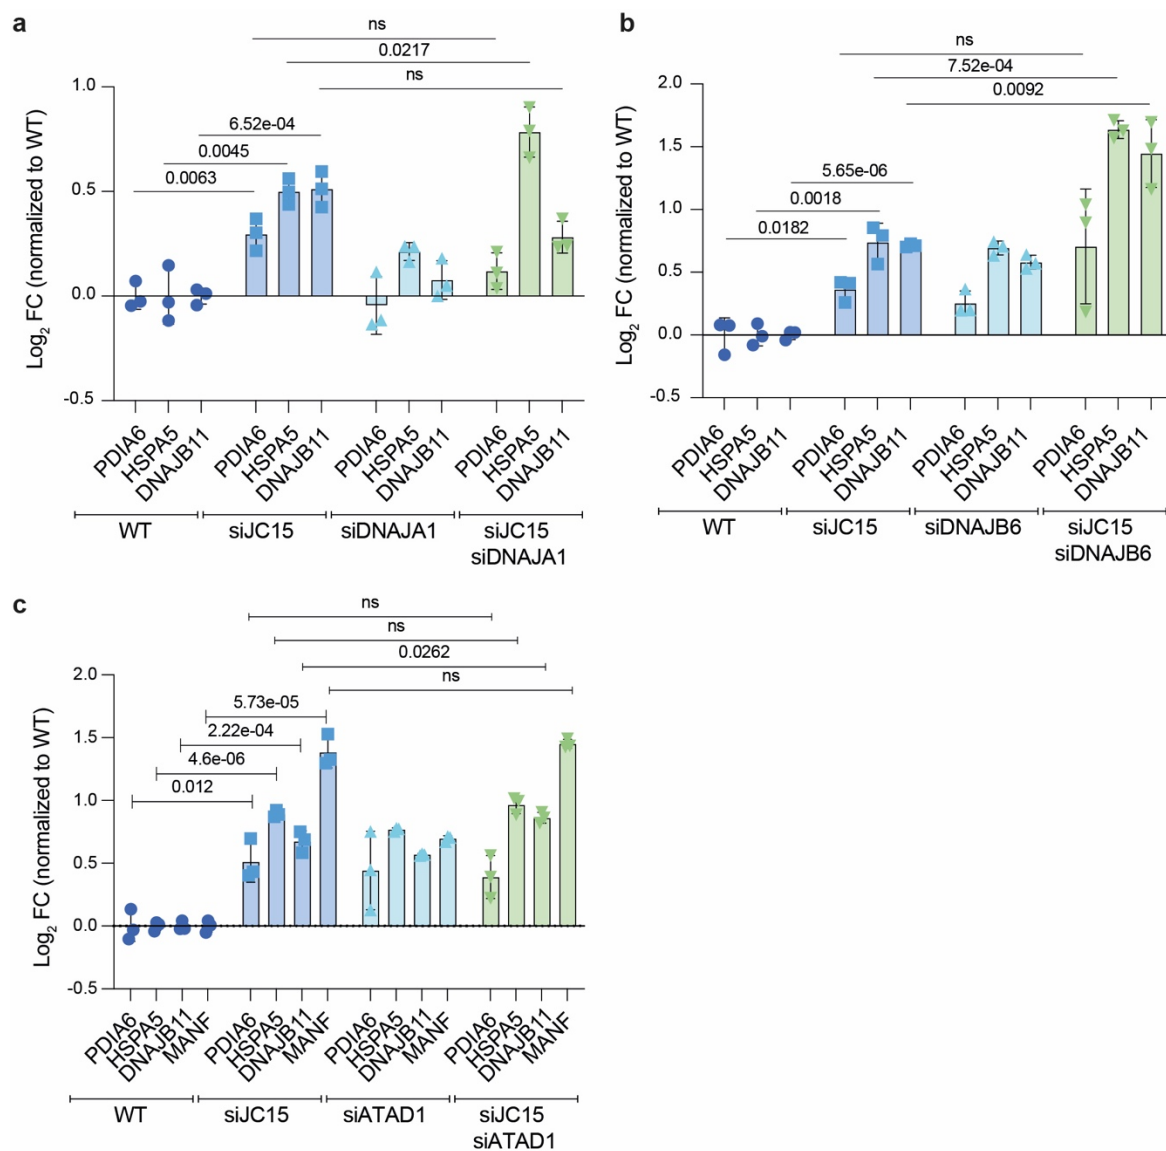 a
ns
0.0217
ns
6.52e-04
0.0045
0.0063
Log2 FC (normalized to WT)
1.0
0.5
0.0
-0.5
PDIA6
HSPA5
DNAJB11
PDIA6
HSPA5
DNAJB11
PDIA6
HSPA5
DNAJB11
PDIA6
HSPA5
DNAJB11
WT
siJC15
siDNAJA1
siJC15
siDNAJA1
b
ns
7.52e-04
0.0092
5.65e-06
0.0018
0.0182
Log2 FC (normalized to WT)
2.0
1.5
1.0
0.5
0.0
-0.5
PDIA6
HSPA5
DNAJB11
PDIA6
HSPA5
DNAJB11
PDIA6
HSPA5
DNAJB11
PDIA6
HSPA5
DNAJB11
WT
siJC15
siDNAJB6
siJC15
siDNAJB6
c
ns
ns
0.0262
ns
5.73e-05
2.22e-04
4.6e-06
0.012
Log2 FC (normalized to WT)
2.0
1.5
1.0
0.5
0.0
-0.5
PDIA6
HSPA5
DNAJB11
MANF
PDIA6
HSPA5
DNAJB11
MANF
PDIA6
HSPA5
DNAJB11
MANF
PDIA6
HSPA5
DNAJB11
MANF
WT
siJC15
siATAD1
siJC15
siATAD1